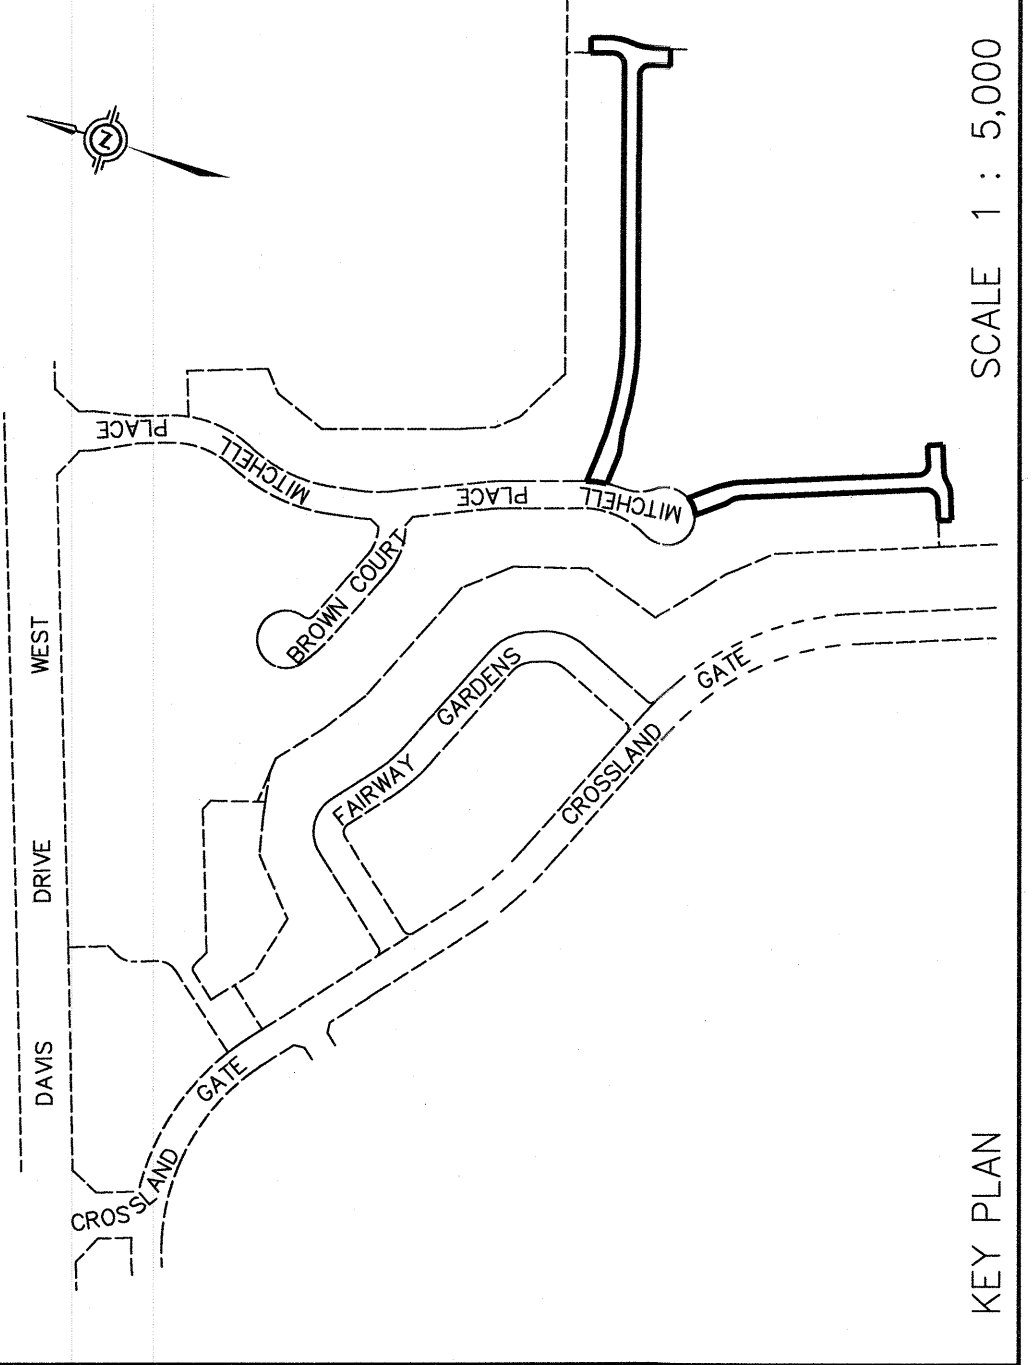 DAVIS DRIVE WEST
CROSSLAND GATE
FAIRWAY GARDENS
CROSSLAND GATE
BROWN COURT
MITCHELL PLACE
MITCHELL PLACE
N
KEY PLAN
SCALE 1 : 5,000